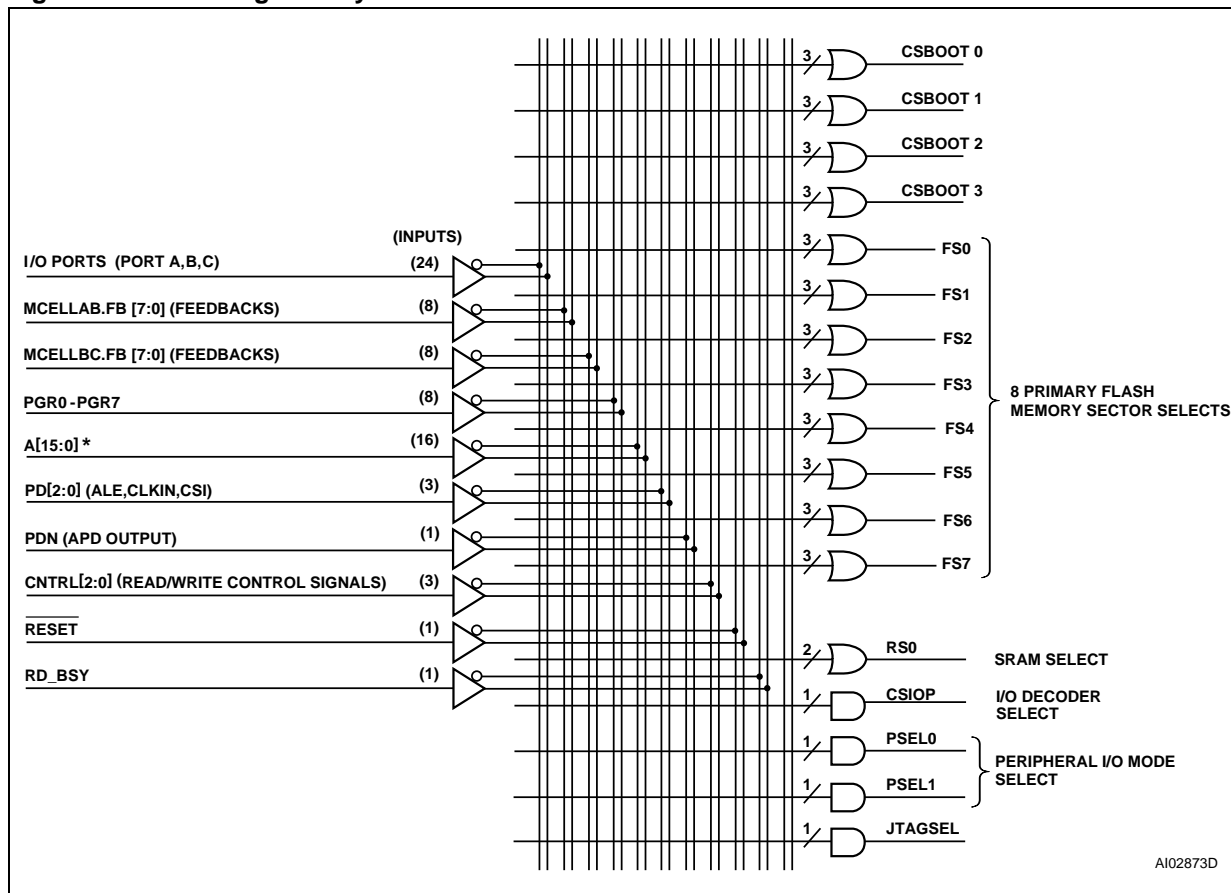 3 CSBOOT 0
3 CSBOOT 1
3 CSBOOT 2
3 CSBOOT 3
(INPUTS)
I/O PORTS (PORT A,B,C) (24)
MCELLAB.FB [7:0] (FEEDBACKS) (8)
MCELLBC.FB [7:0] (FEEDBACKS) (8)
PGR0 -PGR7 (8)
A[15:0] * (16)
PD[2:0] (ALE,CLKIN,CSI) (3)
PDN (APD OUTPUT) (1)
CNTRL[2:0] (READ/WRITE CONTROL SIGNALS) (3)
RESET (1)
RD_BSY (1)
3 FS0
3 FS1
3 FS2
3 FS3
3 FS4
3 FS5
3 FS6
3 FS7
8 PRIMARY FLASH
MEMORY SECTOR SELECTS
2 RS0 SRAM SELECT
1 CSIOP I/O DECODER
SELECT
1 PSEL0
1 PSEL1
PERIPHERAL I/O MODE
SELECT
1 JTAGSEL
AI02873D